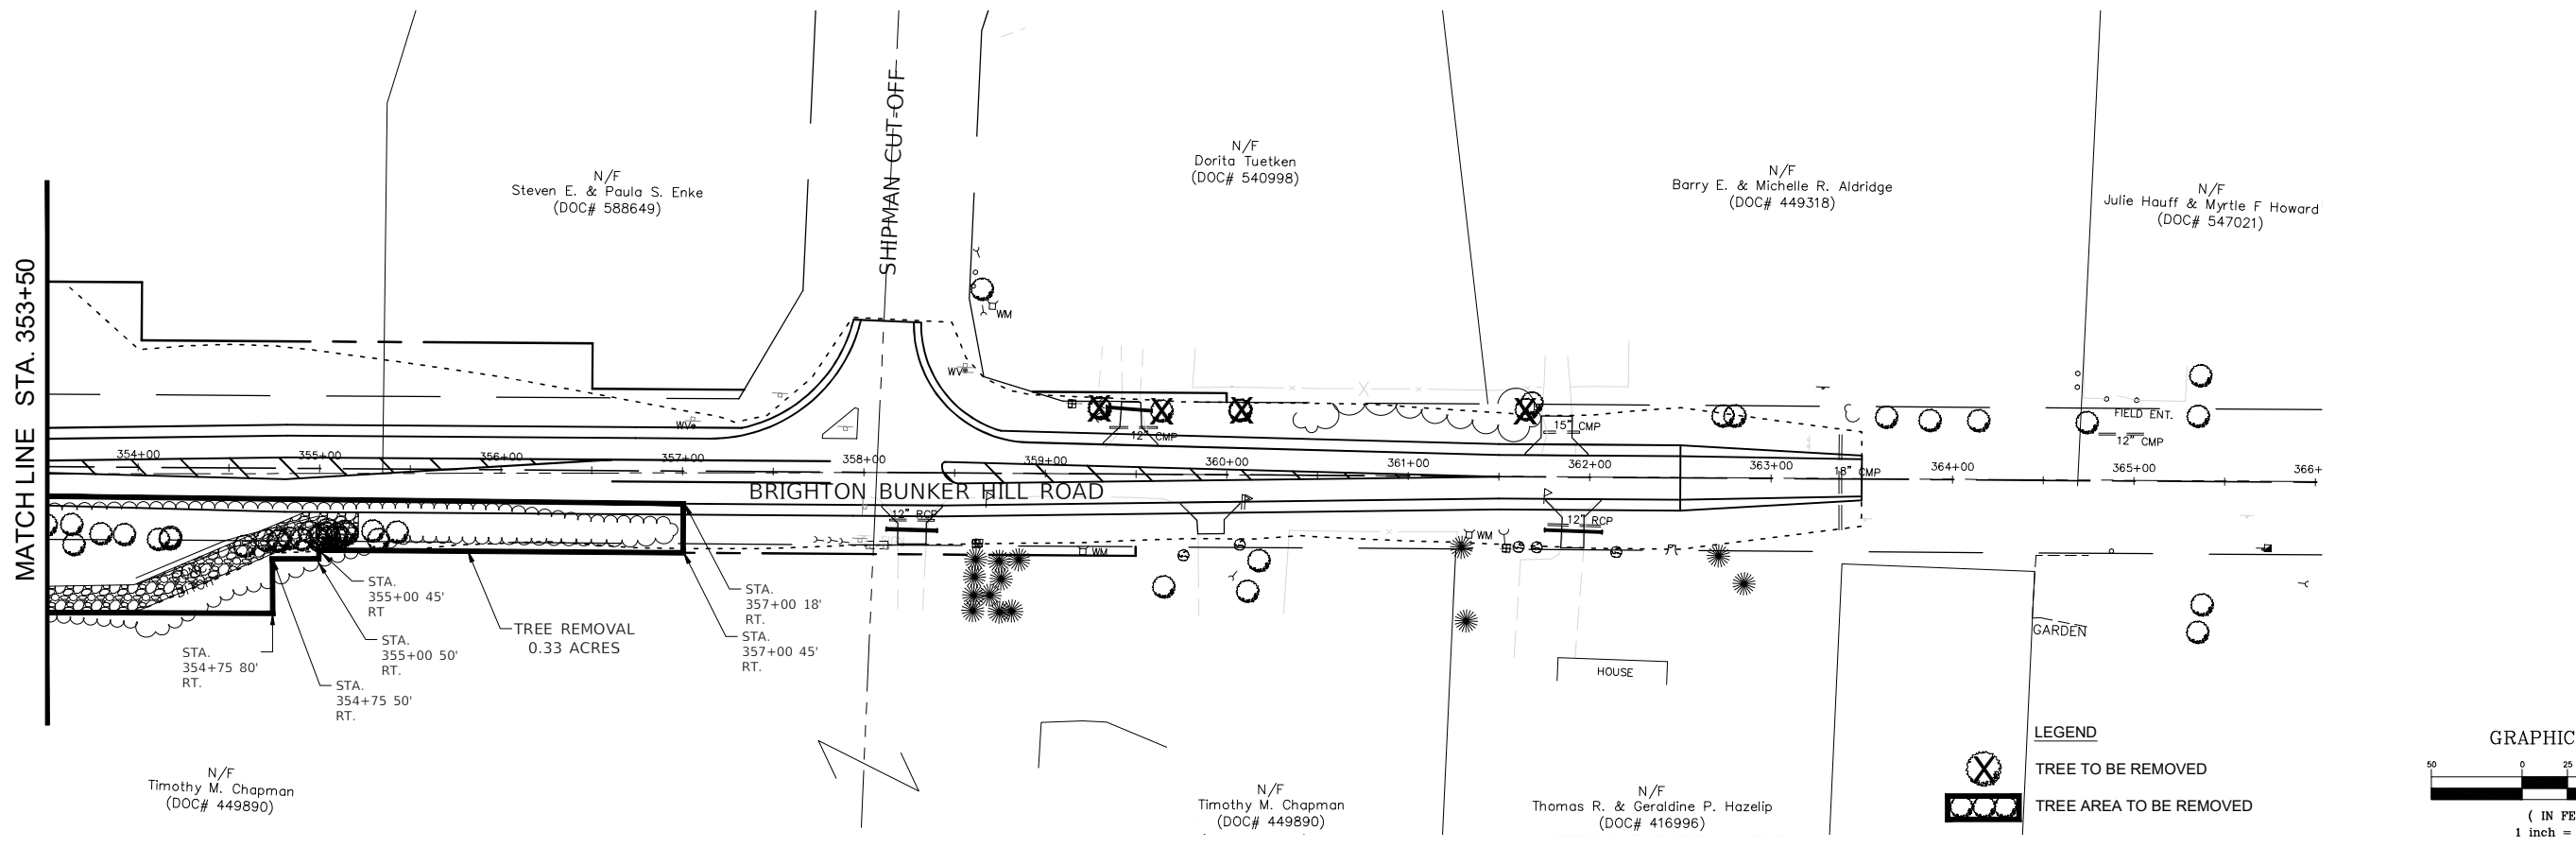 MATCH LINE STA. 353+50
N/F
Steven E. & Paula S. Enke
(DOC# 588649)
SHIPMAN CUT-OFF
N/F
Dorita Tuetken
(DOC# 540998)
N/F
Barry E. & Michelle R. Aldridge
(DOC# 449318)
N/F
Julie Hauff & Myrtle F Howard
(DOC# 547021)
WM
WV
WV
12" CMP
15" CMP
FIELD ENT.
12" CMP
18" CMP
354+00
355+00
356+00
357+00
358+00
359+00
360+00
361+00
362+00
363+00
364+00
365+00
366+
BRIGHTON BUNKER HILL ROAD
12" RCP
12" RCP
WM
WM
STA.
355+00 45'
RT
STA.
355+00 50'
RT.
STA.
354+75 80'
RT.
STA.
354+75 50'
RT.
TREE REMOVAL
0.33 ACRES
STA.
357+00 18'
RT.
STA.
357+00 45'
RT.
HOUSE
GARDEN
N/F
Timothy M. Chapman
(DOC# 449890)
N/F
Timothy M. Chapman
(DOC# 449890)
N/F
Thomas R. & Geraldine P. Hazelip
(DOC# 416996)
LEGEND
TREE TO BE REMOVED
TREE AREA TO BE REMOVED
GRAPHIC
50 0 25
( IN FE
1 inch =